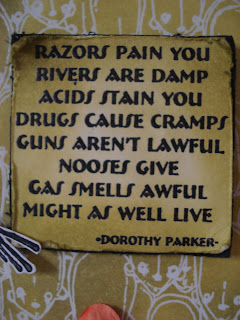 RAZORS PAIN YOU
RIVERS ARE DAMP
ACIDS STAIN YOU
DRUGS CAUSE CRAMPS
GUNS AREN'T LAWFUL
NOOSES GIVE
GAS SMELLS AWFUL
MIGHT AS WELL LIVE
•DOROTHY PARKER-